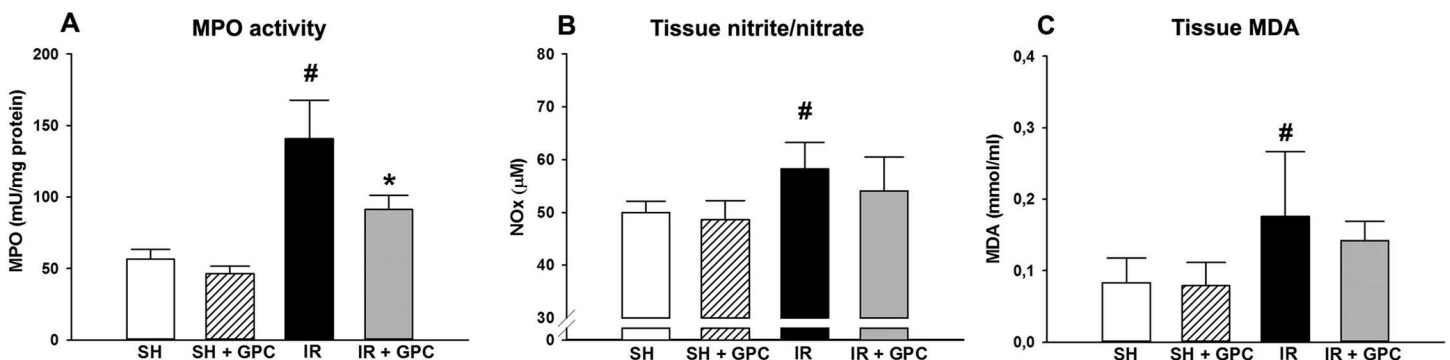 A
MPO activity
MPO (mU/mg protein)
200
150
100
50
0
#
*
SH
SH + GPC
IR
IR + GPC
B
Tissue nitrite/nitrate
NOx (μM)
80
70
60
50
40
30
0
#
SH
SH + GPC
IR
IR + GPC
C
Tissue MDA
MDA (mmol/ml)
0,4
0,3
0,2
0,1
0,0
#
SH
SH + GPC
IR
IR + GPC